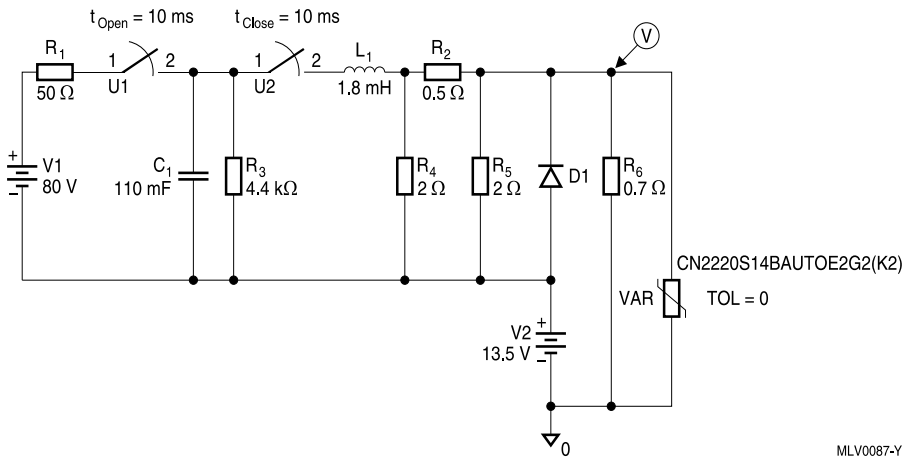 tOpen = 10 ms
tClose = 10 ms
R1
50 Ω
1 2
U1
1 2
U2
L1
1.8 mH
R2
0.5 Ω
V
+
-
V1
80 V
C1
110 mF
R3
4.4 kΩ
R4
2 Ω
R5
2 Ω
D1
R6
0.7 Ω
CN2220S14BAUTOE2G2(K2)
VAR
TOL = 0
V2
13.5 V
+
-
0
MLV0087-Y